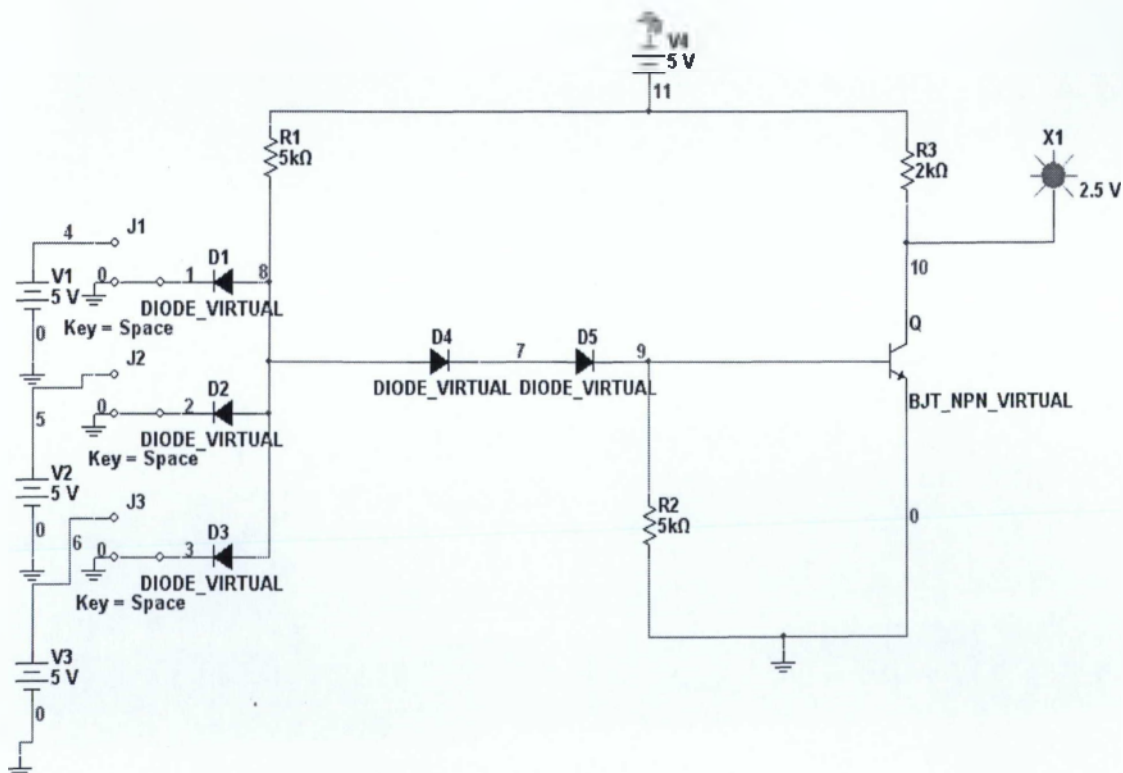 V4
5 V
11
R1
5kΩ
R3
2kΩ
X1
2.5 V
4
J1
D1
V1
5 V
0
1
8
DIODE_VIRTUAL
0
Key = Space
10
J2
Q
D4
7
D5
9
DIODE_VIRTUAL
DIODE_VIRTUAL
BJT_NPN_VIRTUAL
D2
0
2
5
DIODE_VIRTUAL
Key = Space
V2
5 V
J3
R2
5kΩ
0
0
6
D3
0
3
DIODE_VIRTUAL
Key = Space
V3
5 V
0